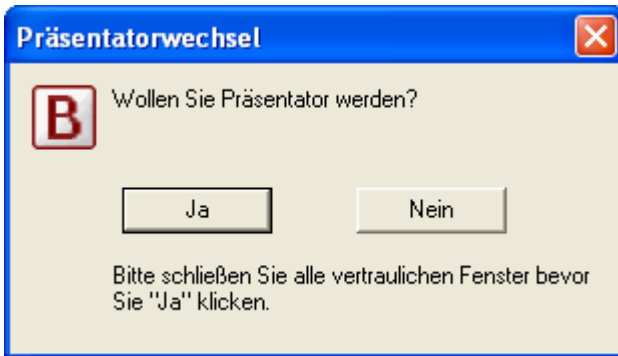 Präsentatorwechsel
B
Wollen Sie Präsentator werden?
Ja
Nein
Bitte schließen Sie alle vertraulichen Fenster bevor
Sie "Ja" klicken.